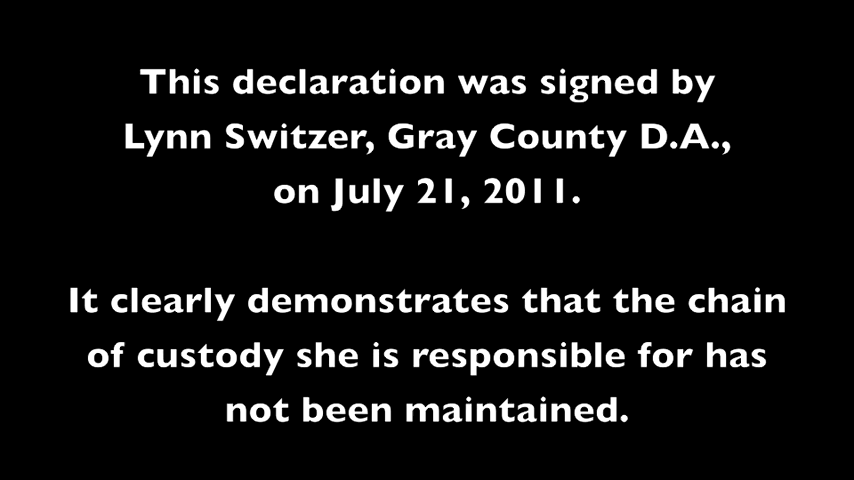 This declaration was signed by
Lynn Switzer, Gray County D.A.,
on July 21, 2011.
It clearly demonstrates that the chain
of custody she is responsible for has
not been maintained.